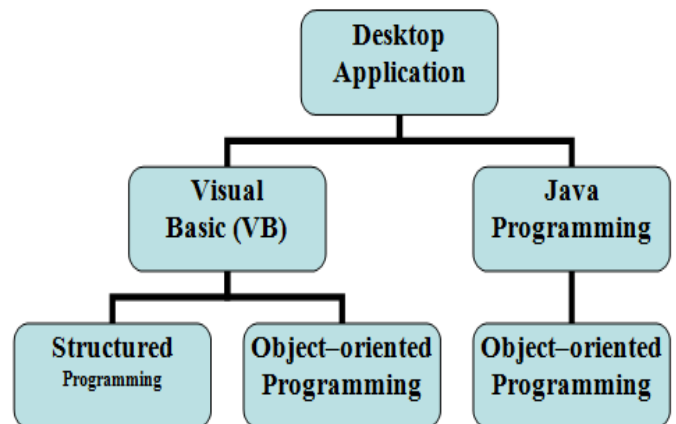 Desktop
Application
Visual
Basic (VB)
Java
Programming
Structured
Programming
Object–oriented
Programming
Object–oriented
Programming